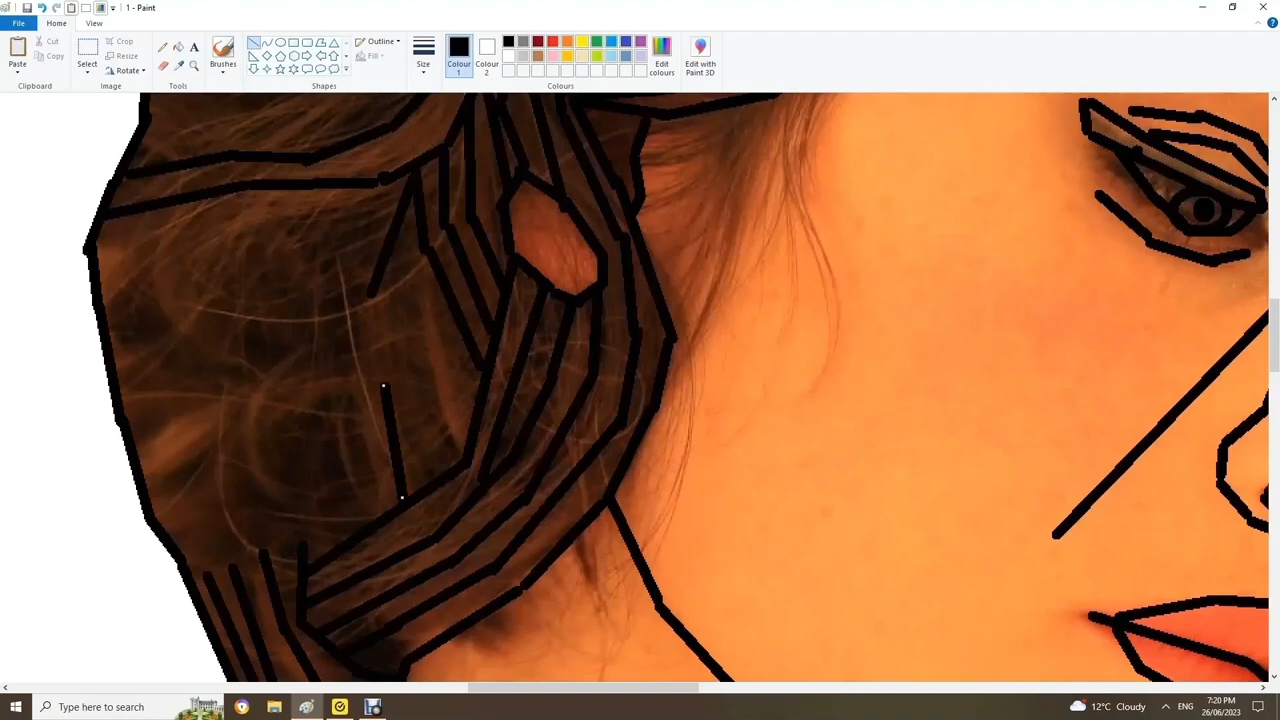 1 - Paint
File
Home
View
Paste
Cut
Copy
Select
Crop
Resize
Rotate
A
Brushes
Outline
Fill
Size
Colour
1
Colour
2
Edit
colours
Edit with
Paint 3D
Clipboard
Image
Tools
Shapes
Colours
Type here to search
12°C Cloudy
ENG
7:20 PM
26/06/2023